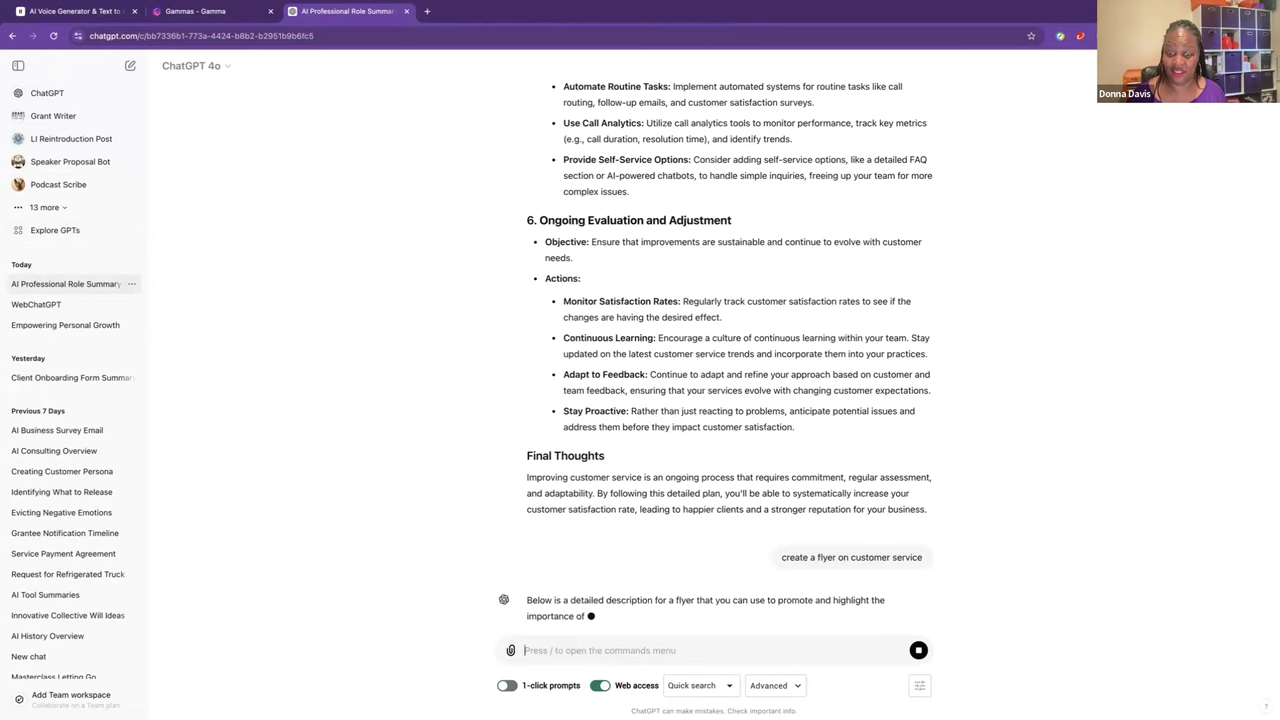 AI Voice Generator & Text to
Gammas - Gamma
AI Professional Role Summar
chatgpt.com/c/bb7336b1-773a-4424-b8b2-b2951b9b6fc5
Donna Davis
ChatGPT 4o
ChatGPT
Grant Writer
LI Reintroduction Post
Speaker Proposal Bot
Podcast Scribe
13 more
Explore GPTs
Today
AI Professional Role Summary
WebChatGPT
Empowering Personal Growth
Yesterday
Client Onboarding Form Summar
Previous 7 Days
AI Business Survey Email
AI Consulting Overview
Creating Customer Persona
Identifying What to Release
Evicting Negative Emotions
Grantee Notification Timeline
Service Payment Agreement
Request for Refrigerated Truck
AI Tool Summaries
Innovative Collective Will Ideas
AI History Overview
New chat
Masterclass Letting Go
Add Team workspace
Collaborate on a Team plan
Automate Routine Tasks: Implement automated systems for routine tasks like call
routing, follow-up emails, and customer satisfaction surveys.
Use Call Analytics: Utilize call analytics tools to monitor performance, track key metrics
(e.g., call duration, resolution time), and identify trends.
Provide Self-Service Options: Consider adding self-service options, like a detailed FAQ
section or AI-powered chatbots, to handle simple inquiries, freeing up your team for more
complex issues.
6. Ongoing Evaluation and Adjustment
Objective: Ensure that improvements are sustainable and continue to evolve with customer
needs.
Actions:
Monitor Satisfaction Rates: Regularly track customer satisfaction rates to see if the
changes are having the desired effect.
Continuous Learning: Encourage a culture of continuous learning within your team. Stay
updated on the latest customer service trends and incorporate them into your practices.
Adapt to Feedback: Continue to adapt and refine your approach based on customer and
team feedback, ensuring that your services evolve with changing customer expectations.
Stay Proactive: Rather than just reacting to problems, anticipate potential issues and
address them before they impact customer satisfaction.
Final Thoughts
Improving customer service is an ongoing process that requires commitment, regular assessment,
and adaptability. By following this detailed plan, you'll be able to systematically increase your
customer satisfaction rate, leading to happier clients and a stronger reputation for your business.
create a flyer on customer service
Below is a detailed description for a flyer that you can use to promote and highlight the
importance of
Press / to open the commands menu
1-click prompts
Web access
Quick search
Advanced
ChatGPT can make mistakes. Check important info.
?